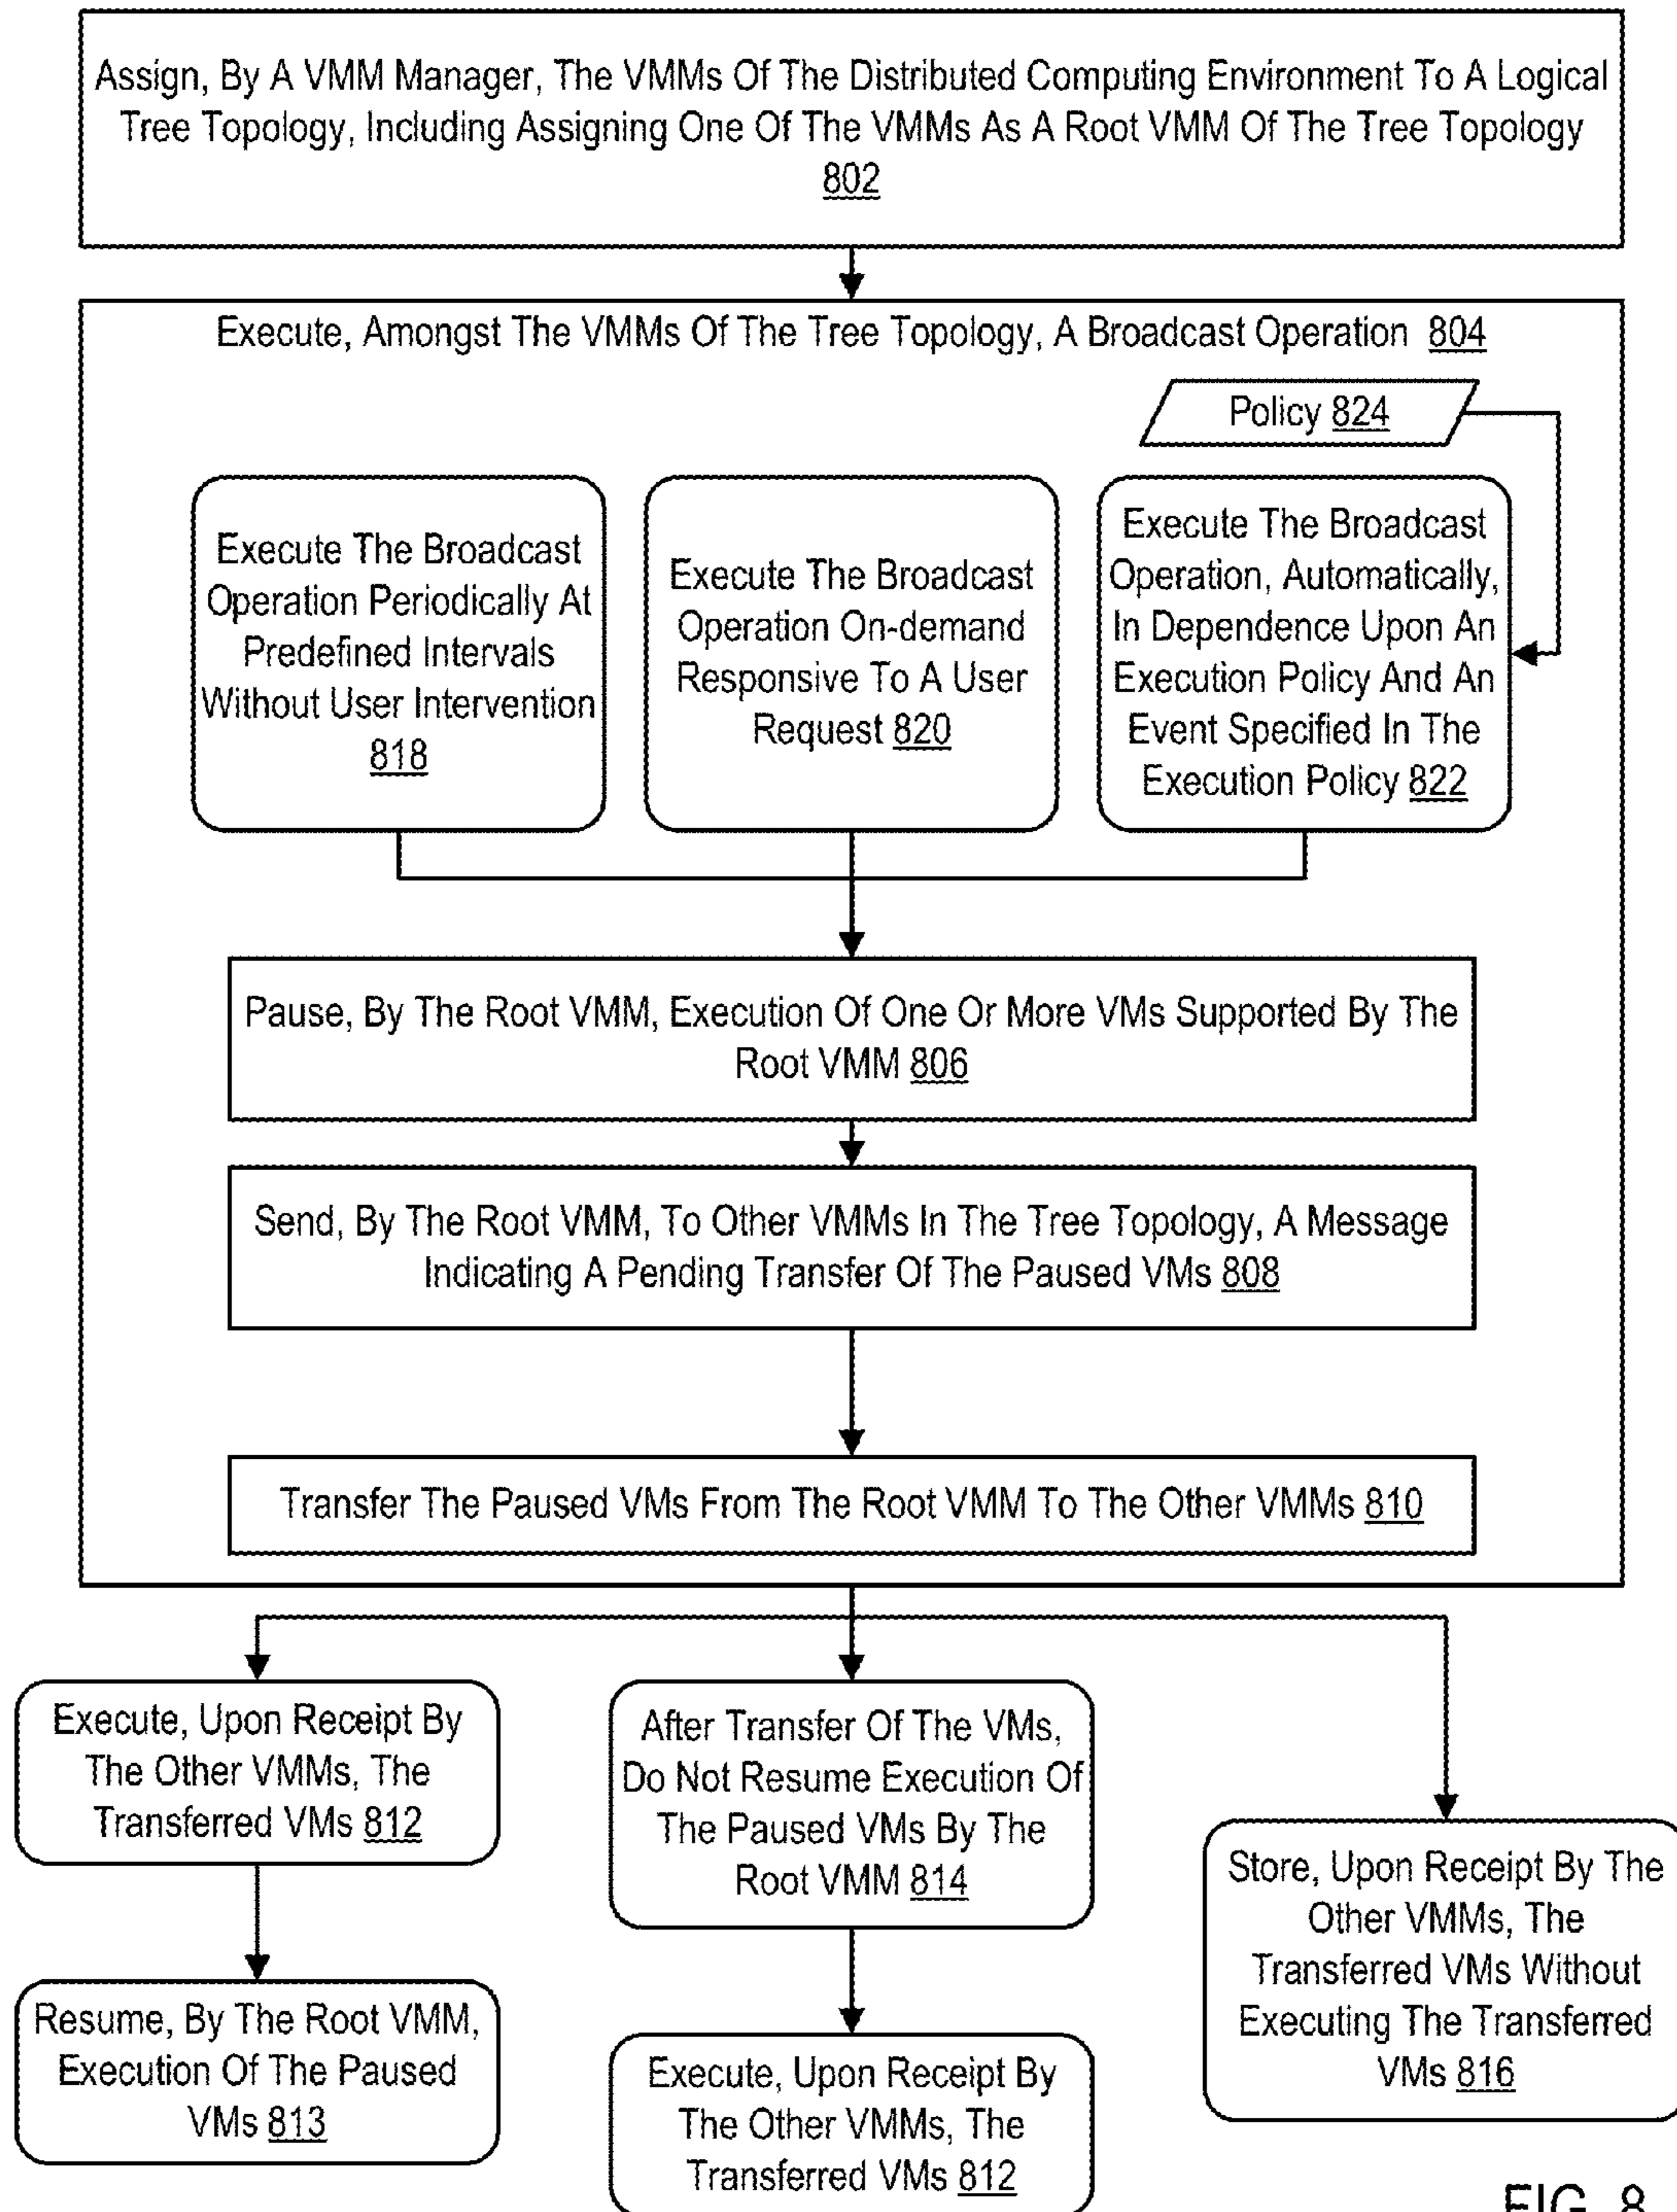 Assign, By A VMM Manager, The VMMs Of The Distributed Computing Environment To A Logical
Tree Topology, Including Assigning One Of The VMMs As A Root VMM Of The Tree Topology
802
Execute, Amongst The VMMs Of The Tree Topology, A Broadcast Operation 804
Policy 824
Execute The Broadcast
Operation Periodically At
Predefined Intervals
Without User Intervention
818
Execute The Broadcast
Operation On-demand
Responsive To A User
Request 820
Execute The Broadcast
Operation, Automatically,
In Dependence Upon An
Execution Policy And An
Event Specified In The
Execution Policy 822
Pause, By The Root VMM, Execution Of One Or More VMs Supported By The
Root VMM 806
Send, By The Root VMM, To Other VMMs In The Tree Topology, A Message
Indicating A Pending Transfer Of The Paused VMs 808
Transfer The Paused VMs From The Root VMM To The Other VMMs 810
Execute, Upon Receipt By
The Other VMMs, The
Transferred VMs 812
Resume, By The Root VMM,
Execution Of The Paused
VMs 813
After Transfer Of The VMs,
Do Not Resume Execution Of
The Paused VMs By The
Root VMM 814
Execute, Upon Receipt By
The Other VMMs, The
Transferred VMs 812
Store, Upon Receipt By The
Other VMMs, The
Transferred VMs Without
Executing The Transferred
VMs 816
FIG. 8